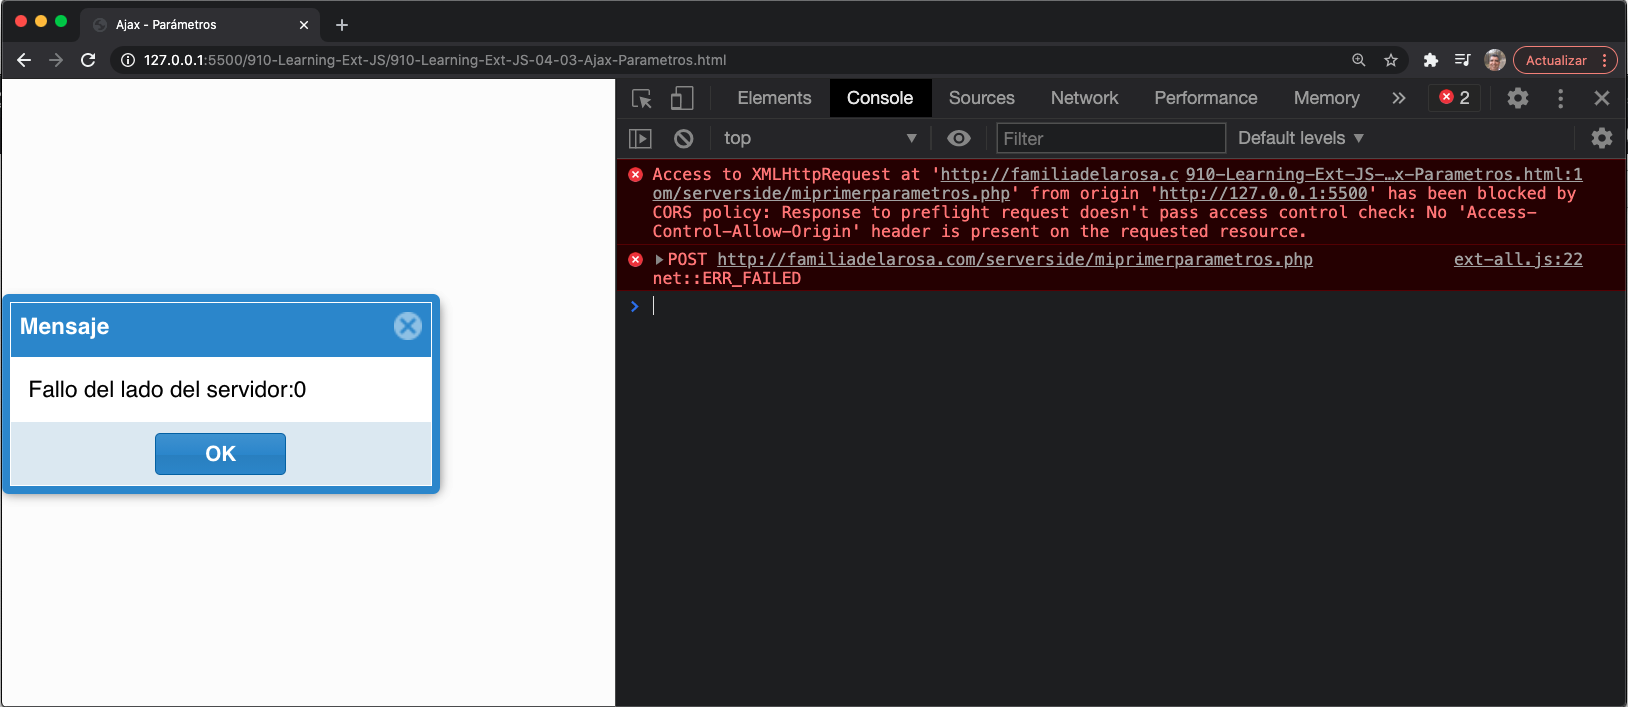 Ajax - Parámetros
127.0.0.1:5500/910-Learning-Ext-JS/910-Learning-Ext-JS-04-03-Ajax-Parametros.html
Actualizar
Elements Console Sources Network Performance Memory 2
top Filter Default levels
Access to XMLHttpRequest at 'http://familiadelarosa.c 910-Learning-Ext-JS-…x-Parametros.html:1
om/serverside/miprimerparametros.php' from origin 'http://127.0.0.1:5500' has been blocked by
CORS policy: Response to preflight request doesn't pass access control check: No 'Access-
Control-Allow-Origin' header is present on the requested resource.
POST http://familiadelarosa.com/serverside/miprimerparametros.php ext-all.js:22
net::ERR_FAILED
Mensaje
Fallo del lado del servidor:0
OK